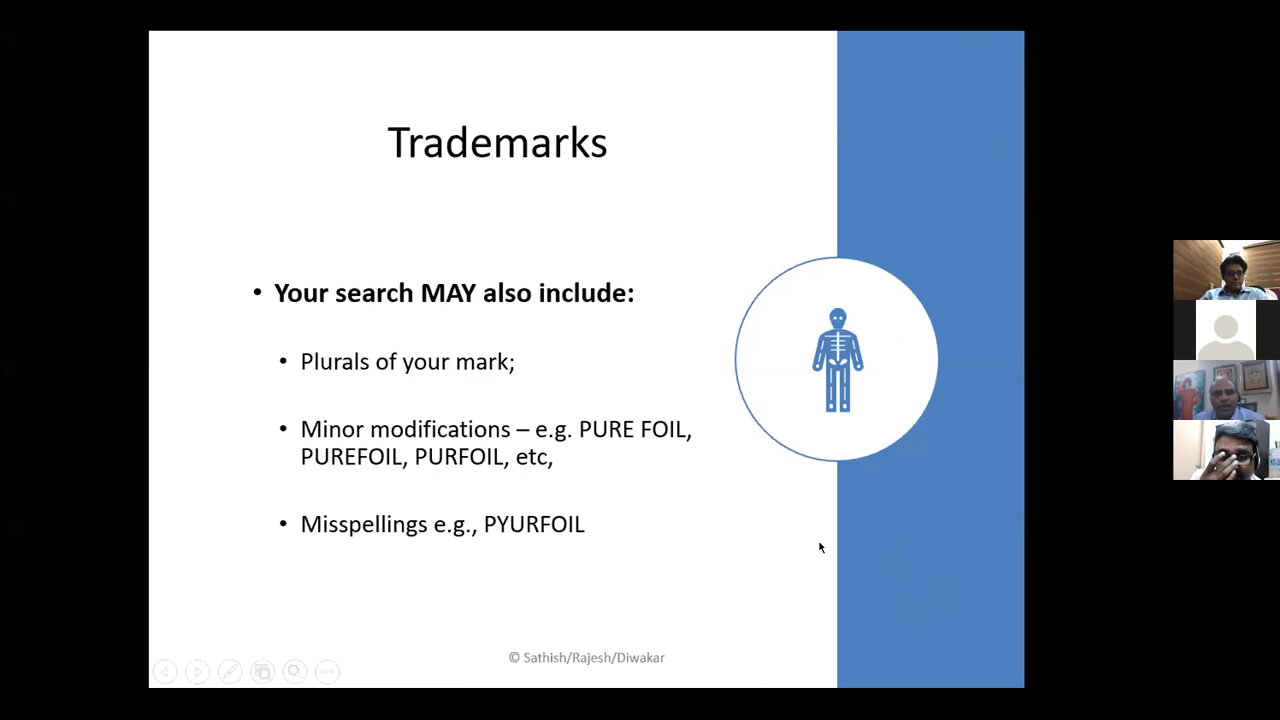 Trademarks
• Your search MAY also include:
• Plurals of your mark;
• Minor modifications – e.g. PURE FOIL,
PUREFOIL, PURFOIL, etc,
• Misspellings e.g., PYURFOIL
© Sathish/Rajesh/Diwakar